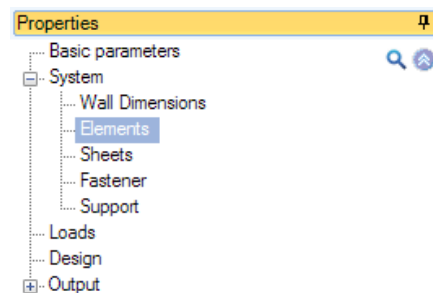 Properties
Basic parameters
System
Wall Dimensions
Elements
Sheets
Fastener
Support
Loads
Design
Output